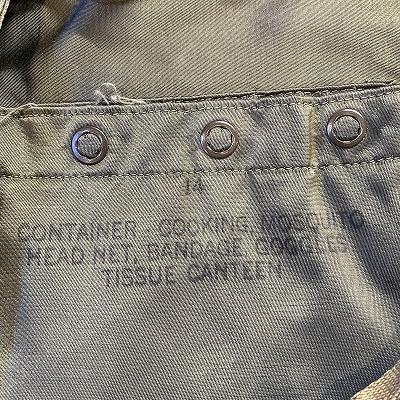 14
CONTAINER - COOKING, MOSQUITO
HEAD NET, BANDAGE, GOGGLES
TISSUE CANTEEN